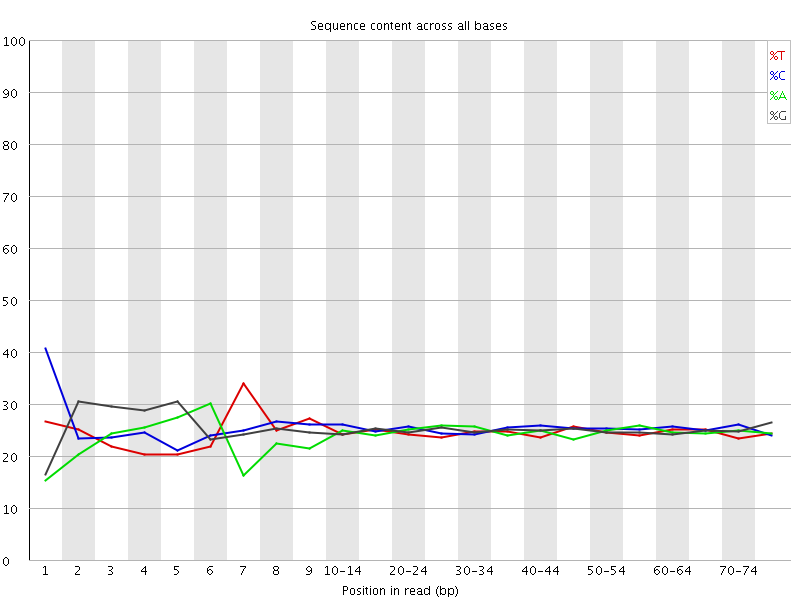 Sequence content across all bases
100
90
80
70
60
50
40
30
20
10
0
%T
%C
%A
%G
1 2 3 4 5 6 7 8 9 10-14 20-24 30-34 40-44 50-54 60-64 70-74
Position in read (bp)